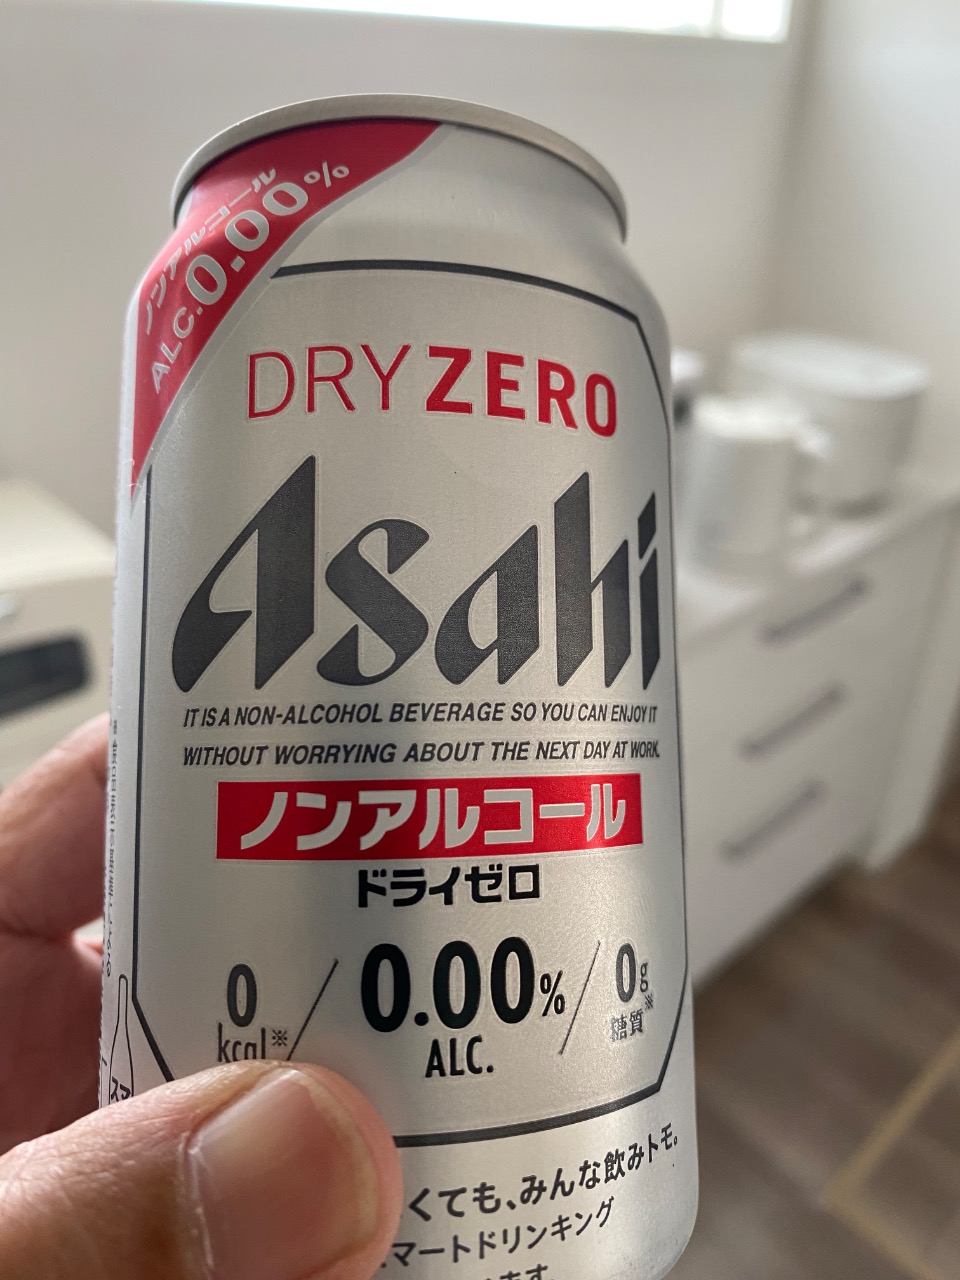 ノンアルコール
ALC.0.00%
DRY ZERO
Asahi
IT IS A NON-ALCOHOL BEVERAGE SO YOU CAN ENJOY IT
WITHOUT WORRYING ABOUT THE NEXT DAY AT WORK.
ノンアルコール
ドライゼロ
0 kcal※ / 0.00% ALC. / 0g 糖質※
くても、みんな飲みトモ。
マートドリンキング
ます。